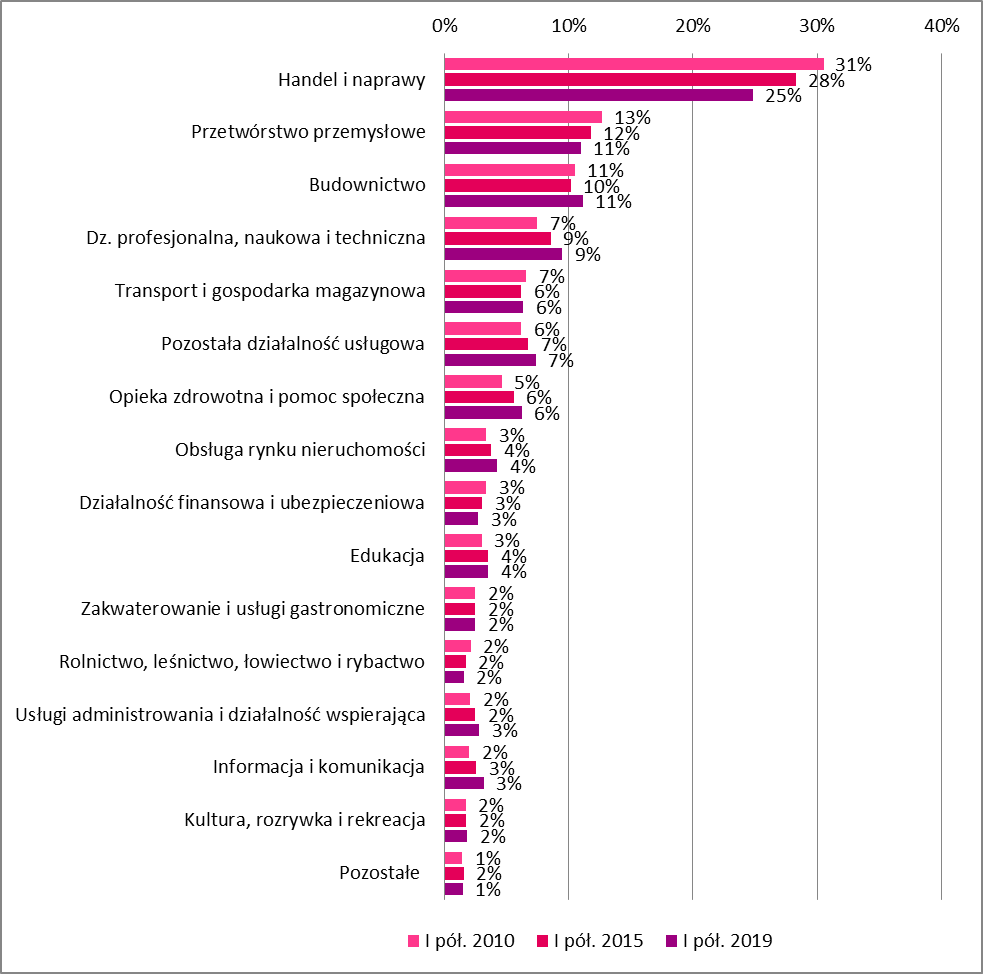 0% 10% 20% 30% 40%
Handel i naprawy
31%
28%
25%
Przetwórstwo przemysłowe
13%
12%
11%
Budownictwo
11%
10%
11%
Dz. profesjonalna, naukowa i techniczna
7%
9%
9%
Transport i gospodarka magazynowa
7%
6%
6%
Pozostała działalność usługowa
6%
7%
7%
Opieka zdrowotna i pomoc społeczna
5%
6%
6%
Obsługa rynku nieruchomości
3%
4%
4%
Działalność finansowa i ubezpieczeniowa
3%
3%
3%
Edukacja
3%
4%
4%
Zakwaterowanie i usługi gastronomiczne
2%
2%
2%
Rolnictwo, leśnictwo, łowiectwo i rybactwo
2%
2%
2%
Usługi administrowania i działalność wspierająca
2%
2%
3%
Informacja i komunikacja
2%
3%
3%
Kultura, rozrywka i rekreacja
2%
2%
2%
Pozostałe
1%
2%
1%
I pół. 2010 I pół. 2015 I pół. 2019